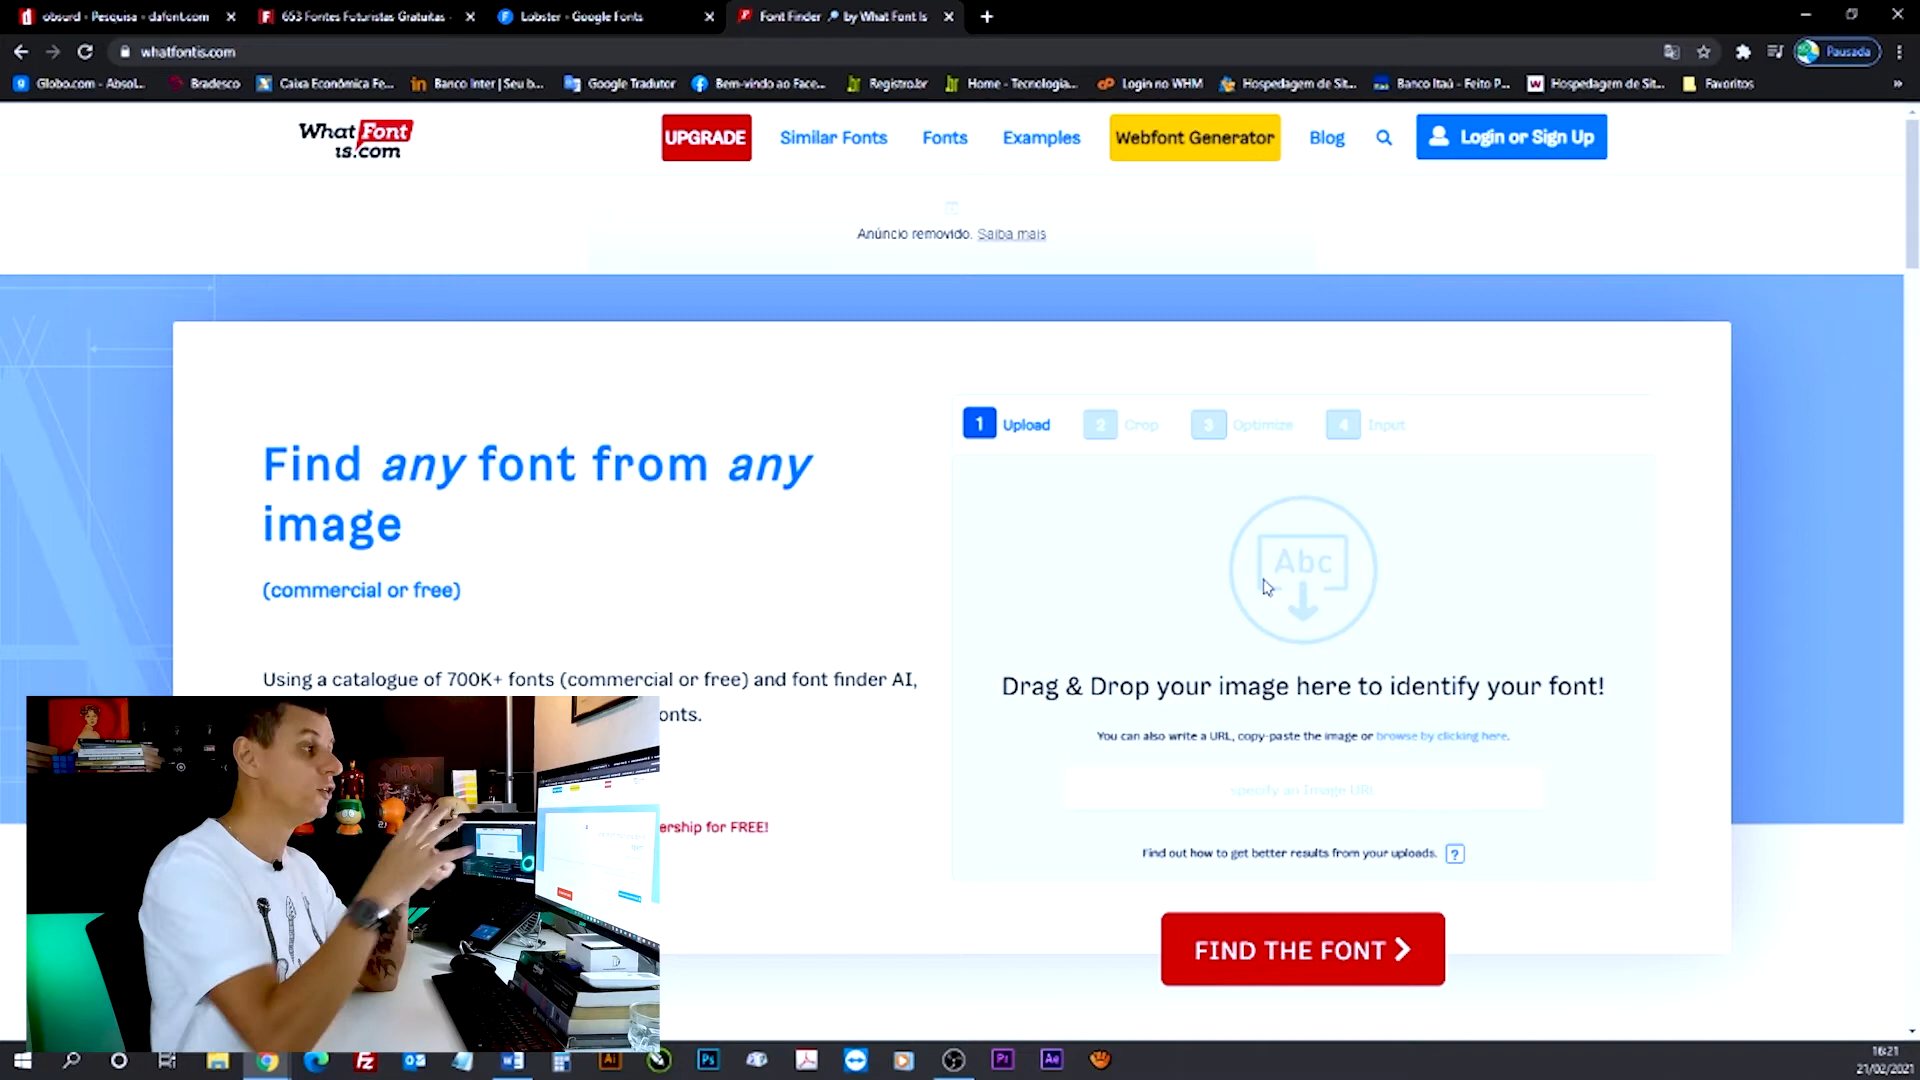 obsurd - Pesquisa - dafont.com
653 Fontes Futuristas Gratuitas -
Lobster - Google Fonts
Font Finder 🔎 by What Font Is
whatfontis.com
Pausada
Globo.com - Absol...
Bradesco
Caixa Econômica Fe...
Banco Inter | Seu b...
Google Tradutor
Bem-vindo ao Face...
Registro.br
Home - Tecnologia...
Login no WHM
Hospedagem de Sit...
Banco Itaú - Feito P...
Hospedagem de Sit...
Favoritos
What Font
is.com
UPGRADE
Similar Fonts
Fonts
Examples
Webfont Generator
Blog
Login or Sign Up
Anúncio removido. Saiba mais
1 Upload
2 Crop
3 Optimize
4 Input
Find any font from any
image
(commercial or free)
Abc
Drag & Drop your image here to identify your font!
Using a catalogue of 700K+ fonts (commercial or free) and font finder AI,
onts.
You can also write a URL, copy-paste the image or browse by clicking here.
specify an Image URL
ership for FREE!
Find out how to get better results from your uploads. ?
FIND THE FONT
16:21
21/02/2021